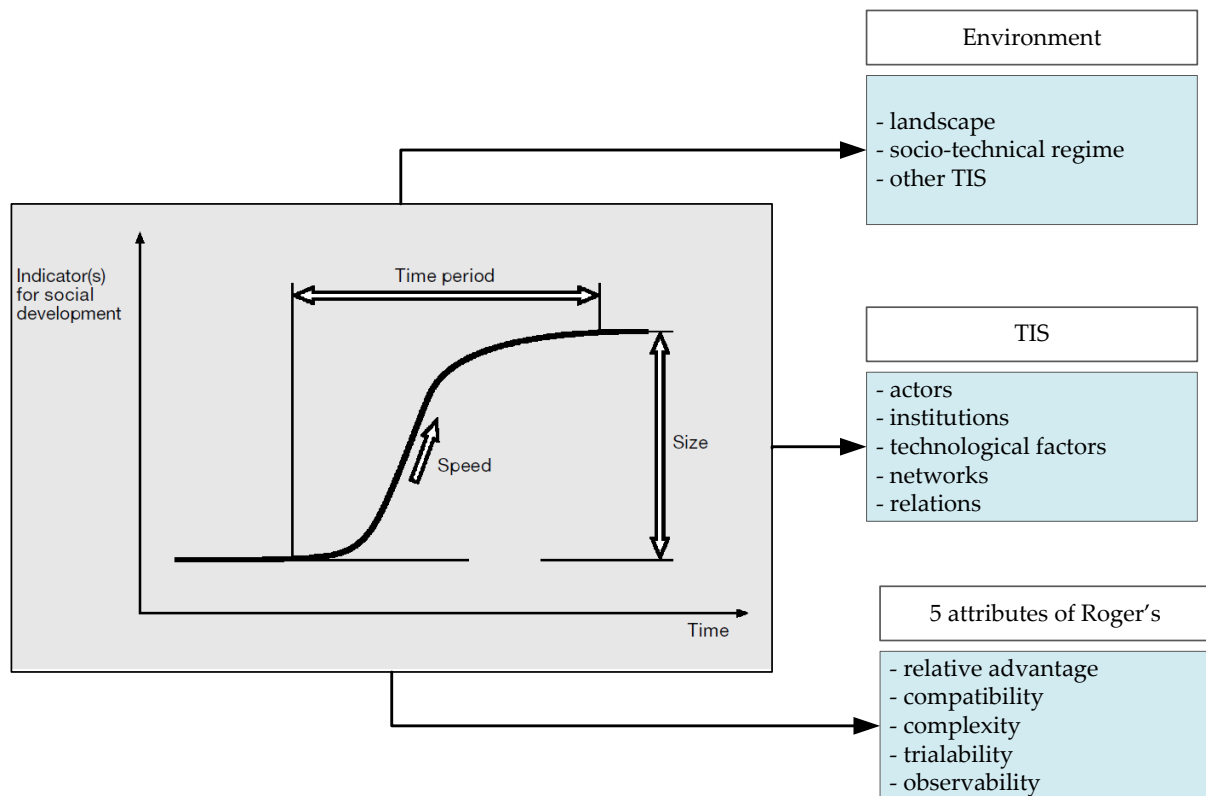 Environment
- landscape
- socio-technical regime
- other TIS
Indicator(s)
for social
development
Time period
Speed
Size
Time
TIS
- actors
- institutions
- technological factors
- networks
- relations
5 attributes of Roger’s
- relative advantage
- compatibility
- complexity
- trialability
- observability